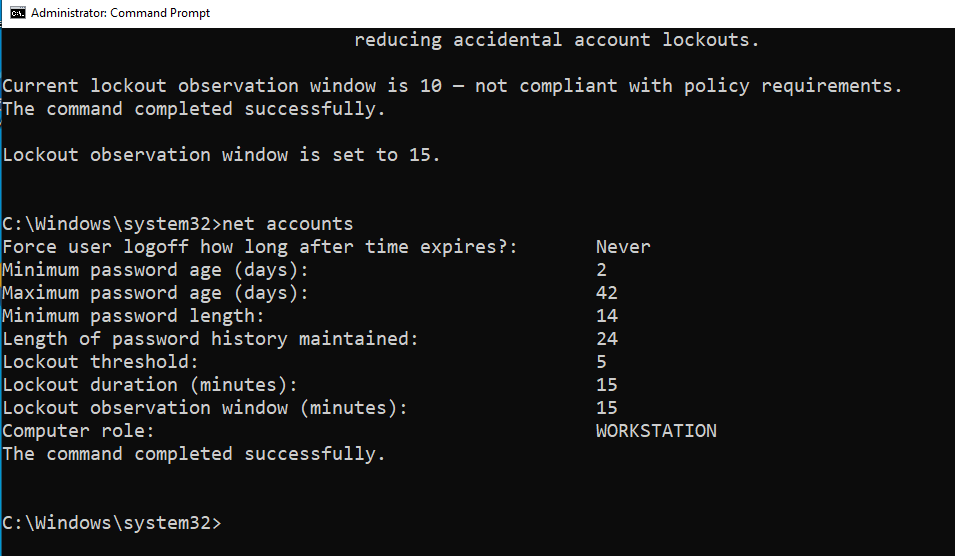 Administrator: Command Prompt
reducing accidental account lockouts.
Current lockout observation window is 10 — not compliant with policy requirements.
The command completed successfully.
Lockout observation window is set to 15.
C:\Windows\system32>net accounts
Force user logoff how long after time expires?: Never
Minimum password age (days): 2
Maximum password age (days): 42
Minimum password length: 14
Length of password history maintained: 24
Lockout threshold: 5
Lockout duration (minutes): 15
Lockout observation window (minutes): 15
Computer role: WORKSTATION
The command completed successfully.
C:\Windows\system32>